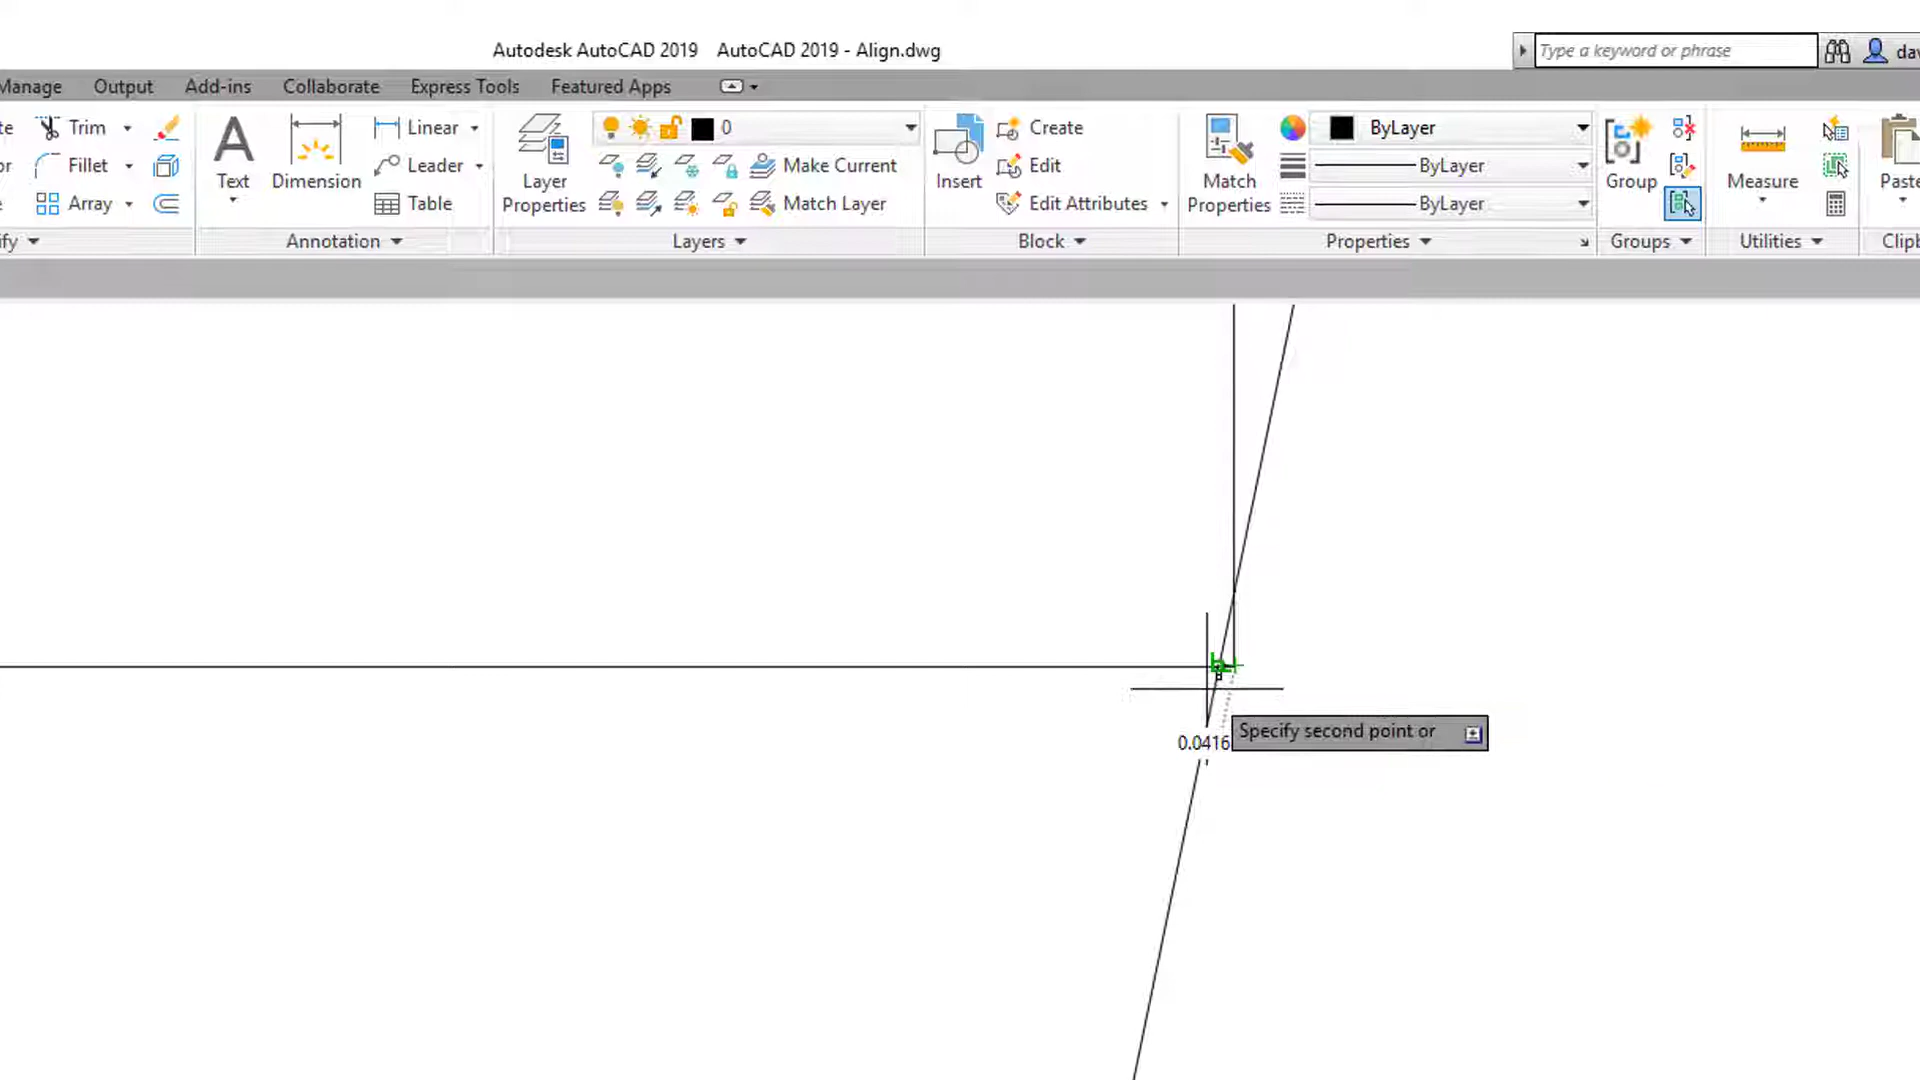 Autodesk AutoCAD 2019 AutoCAD 2019 - Align.dwg
Type a keyword or phrase
Manage Output Add-ins Collaborate Express Tools Featured Apps
Trim
Fillet
Array
Text
Dimension
Linear
Leader
Table
Annotation
Layer
Properties
0
Make Current
Match Layer
Layers
Insert
Create
Edit
Edit Attributes
Block
Match
Properties
ByLayer
ByLayer
ByLayer
Properties
Group
Groups
Measure
Utilities
Paste
0.0416
Specify second point or